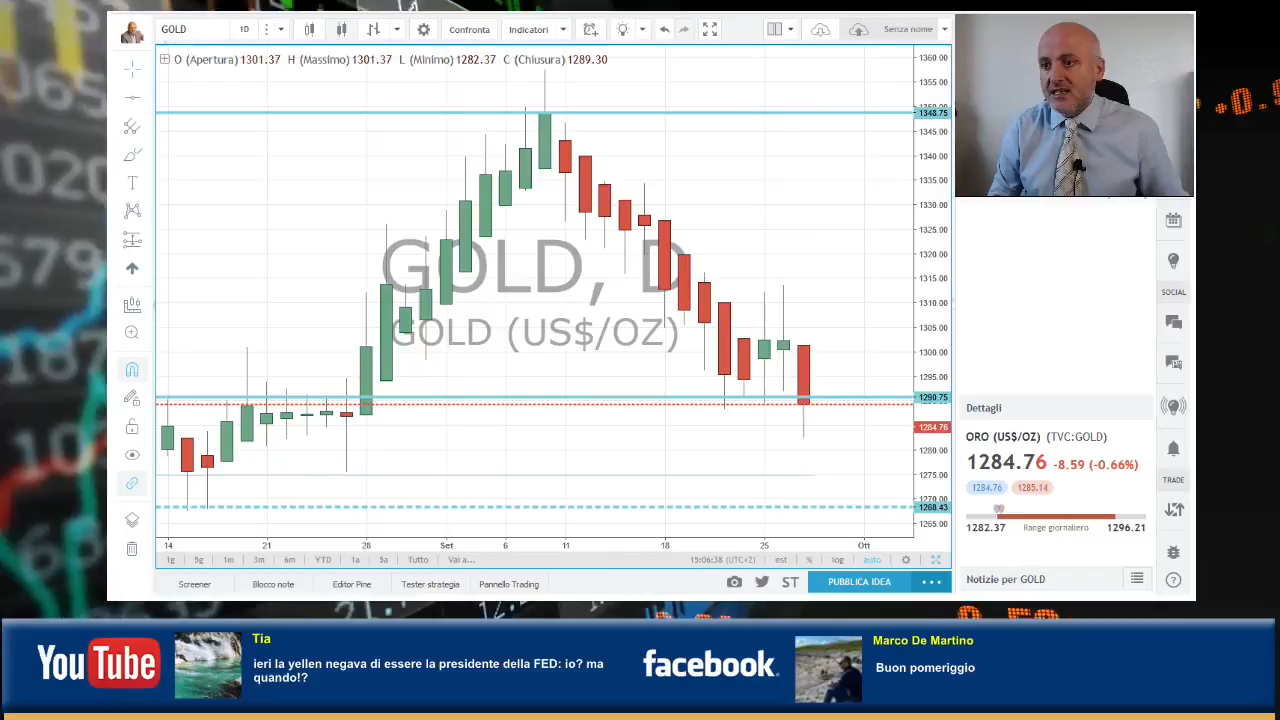 GOLD
1D
Confronta
Indicatori
Senza nome
O (Apertura) 1301.37 H (Massimo) 1301.37 L (Minimo) 1282.37 C (Chiusura) 1289.30
GOLD, D
GOLD (US$/OZ)
1360.00
1355.00
1348.75
1345.00
1340.00
1335.00
1330.00
1325.00
1320.00
1315.00
1310.00
1305.00
1300.00
1295.00
1290.75
1284.76
1280.00
1275.00
1270.00
1268.43
1265.00
14 21 28 Set 6 11 18 25 Ott
1g 5g 1m 3m 6m YTD 1a 5a Tutto Vai a... 15:06:38 (UTC+2) est % log auto
Screener Blocco note Editor Pine Tester strategia Pannello Trading ST PUBBLICA IDEA
SOCIAL
TRADE
Dettagli
ORO (US$/OZ) (TVC:GOLD)
1284.76 -8.59 (-0.66%)
1284.76 1285.14
1282.37 Range giornaliero 1296.21
Notizie per GOLD
YouTube
Tia
ieri la yellen negava di essere la presidente della FED: io? ma
quando!?
facebook
Marco De Martino
Buon pomeriggio